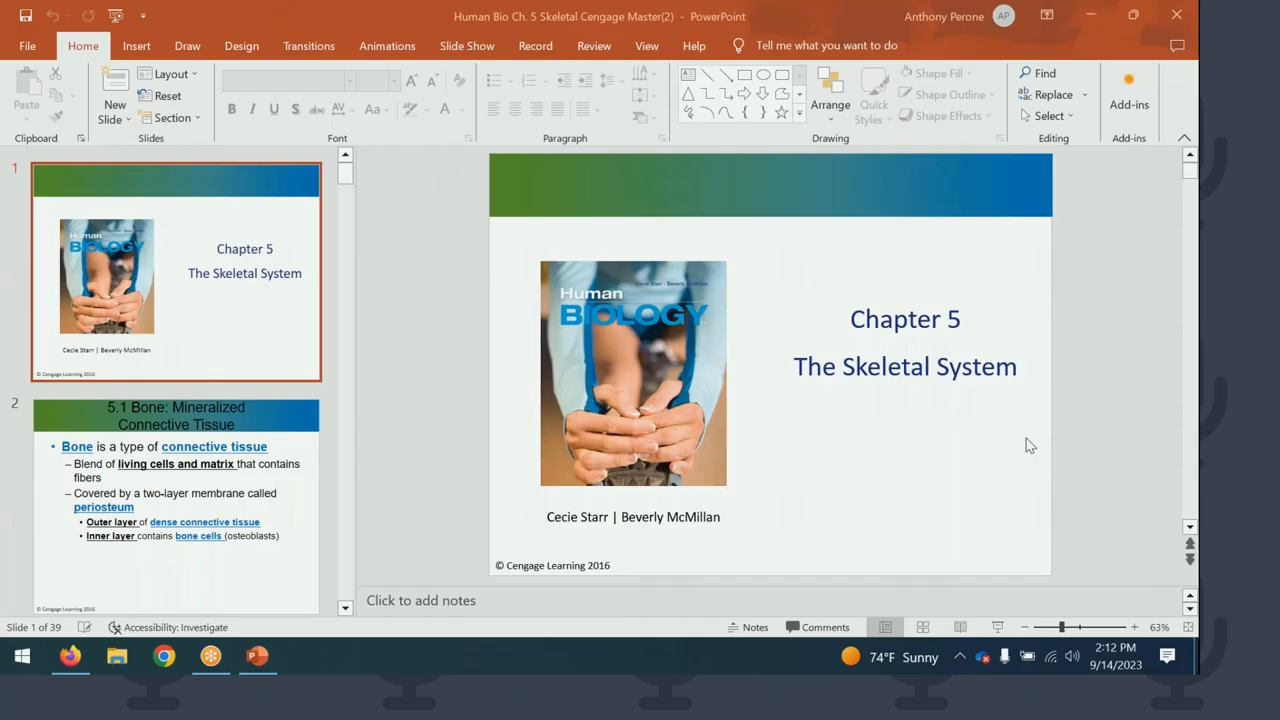 Human Bio Ch. 5 Skeletal Cengage Master(2) - PowerPoint
Anthony Perone
AP
File
Home
Insert
Draw
Design
Transitions
Animations
Slide Show
Record
Review
View
Help
Tell me what you want to do
Paste
New
Slide
Layout
Reset
Section
B I U S abc AV Aa A
Arrange
Quick
Styles
Shape Fill
Shape Outline
Shape Effects
Find
Replace
Select
Add-ins
Clipboard
Slides
Font
Paragraph
Drawing
Editing
Add-ins
1
Human
BIOLOGY
Chapter 5
The Skeletal System
Cecie Starr | Beverly McMillan
© Cengage Learning 2016
2
5.1 Bone: Mineralized
Connective Tissue
• Bone is a type of connective tissue
– Blend of living cells and matrix that contains
fibers
– Covered by a two-layer membrane called
periosteum
• Outer layer of dense connective tissue
• Inner layer contains bone cells (osteoblasts)
© Cengage Learning 2016
Cecie Starr • Beverly McMillan
Human
BIOLOGY
Chapter 5
The Skeletal System
Cecie Starr | Beverly McMillan
© Cengage Learning 2016
Click to add notes
Slide 1 of 39
Accessibility: Investigate
Notes
Comments
63%
74°F Sunny
2:12 PM
9/14/2023